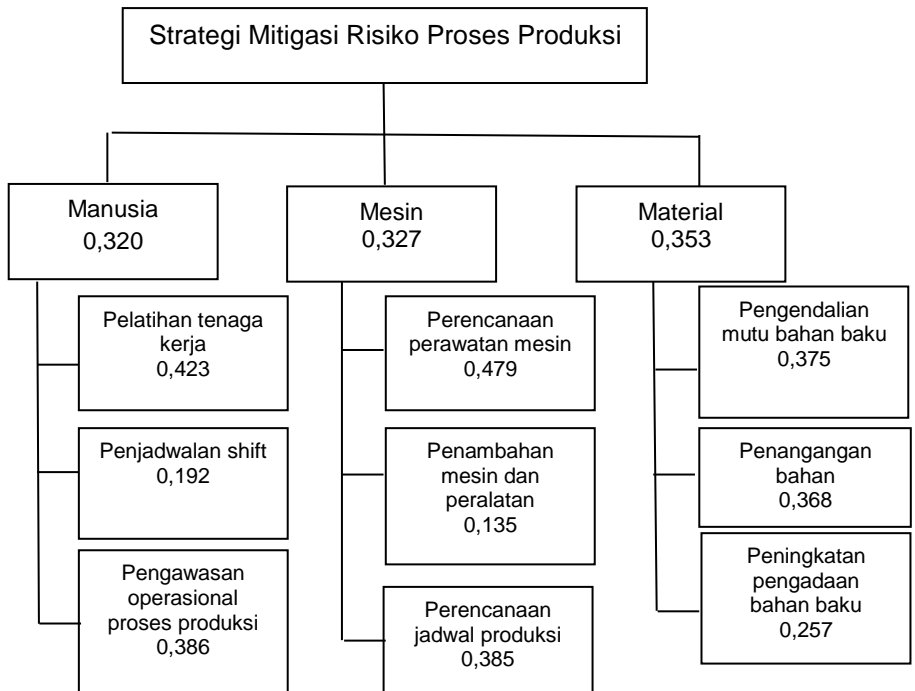 Strategi Mitigasi Risiko Proses Produksi
Manusia
0,320
Mesin
0,327
Material
0,353
Pelatihan tenaga
kerja
0,423
Penjadwalan shift
0,192
Pengawasan
operasional
proses produksi
0,386
Perencanaan
perawatan mesin
0,479
Penambahan
mesin dan
peralatan
0,135
Perencanaan
jadwal produksi
0,385
Pengendalian
mutu bahan baku
0,375
Penangangan
bahan
0,368
Peningkatan
pengadaan
bahan baku
0,257